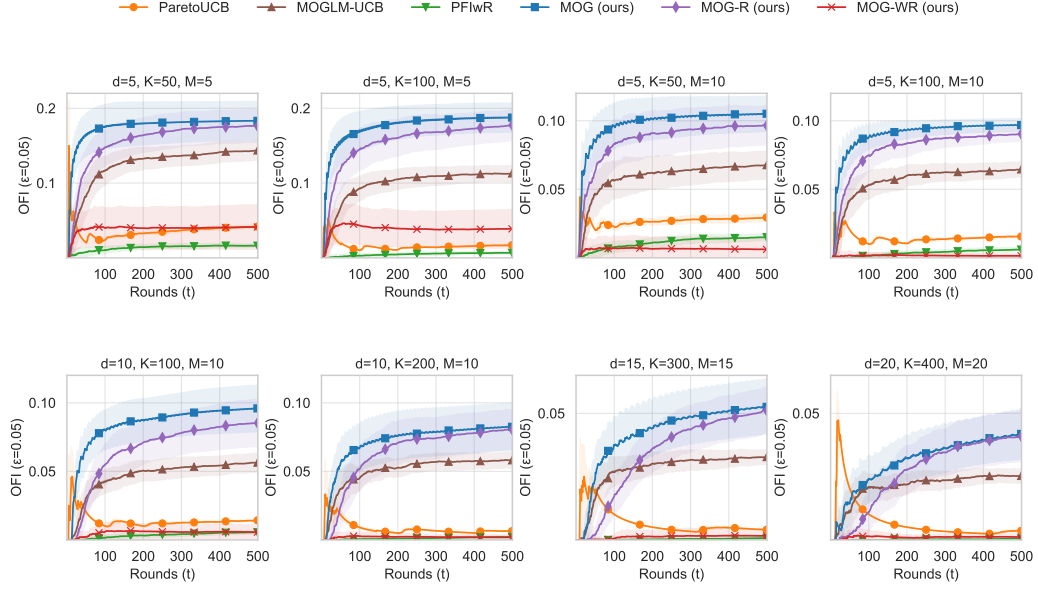 ParetoUCB MOGLM-UCB PFIwR MOG (ours) MOG-R (ours) MOG-WR (ours)
d=5, K=50, M=5
OFI (ε=0.05)
0.2
0.1
100 200 300 400 500
Rounds (t)
d=5, K=100, M=5
OFI (ε=0.05)
0.2
0.1
100 200 300 400 500
Rounds (t)
d=5, K=50, M=10
OFI (ε=0.05)
0.10
0.05
100 200 300 400 500
Rounds (t)
d=5, K=100, M=10
OFI (ε=0.05)
0.10
0.05
100 200 300 400 500
Rounds (t)
d=10, K=100, M=10
OFI (ε=0.05)
0.10
0.05
100 200 300 400 500
Rounds (t)
d=10, K=200, M=10
OFI (ε=0.05)
0.10
0.05
100 200 300 400 500
Rounds (t)
d=15, K=300, M=15
OFI (ε=0.05)
0.05
100 200 300 400 500
Rounds (t)
d=20, K=400, M=20
OFI (ε=0.05)
0.05
100 200 300 400 500
Rounds (t)